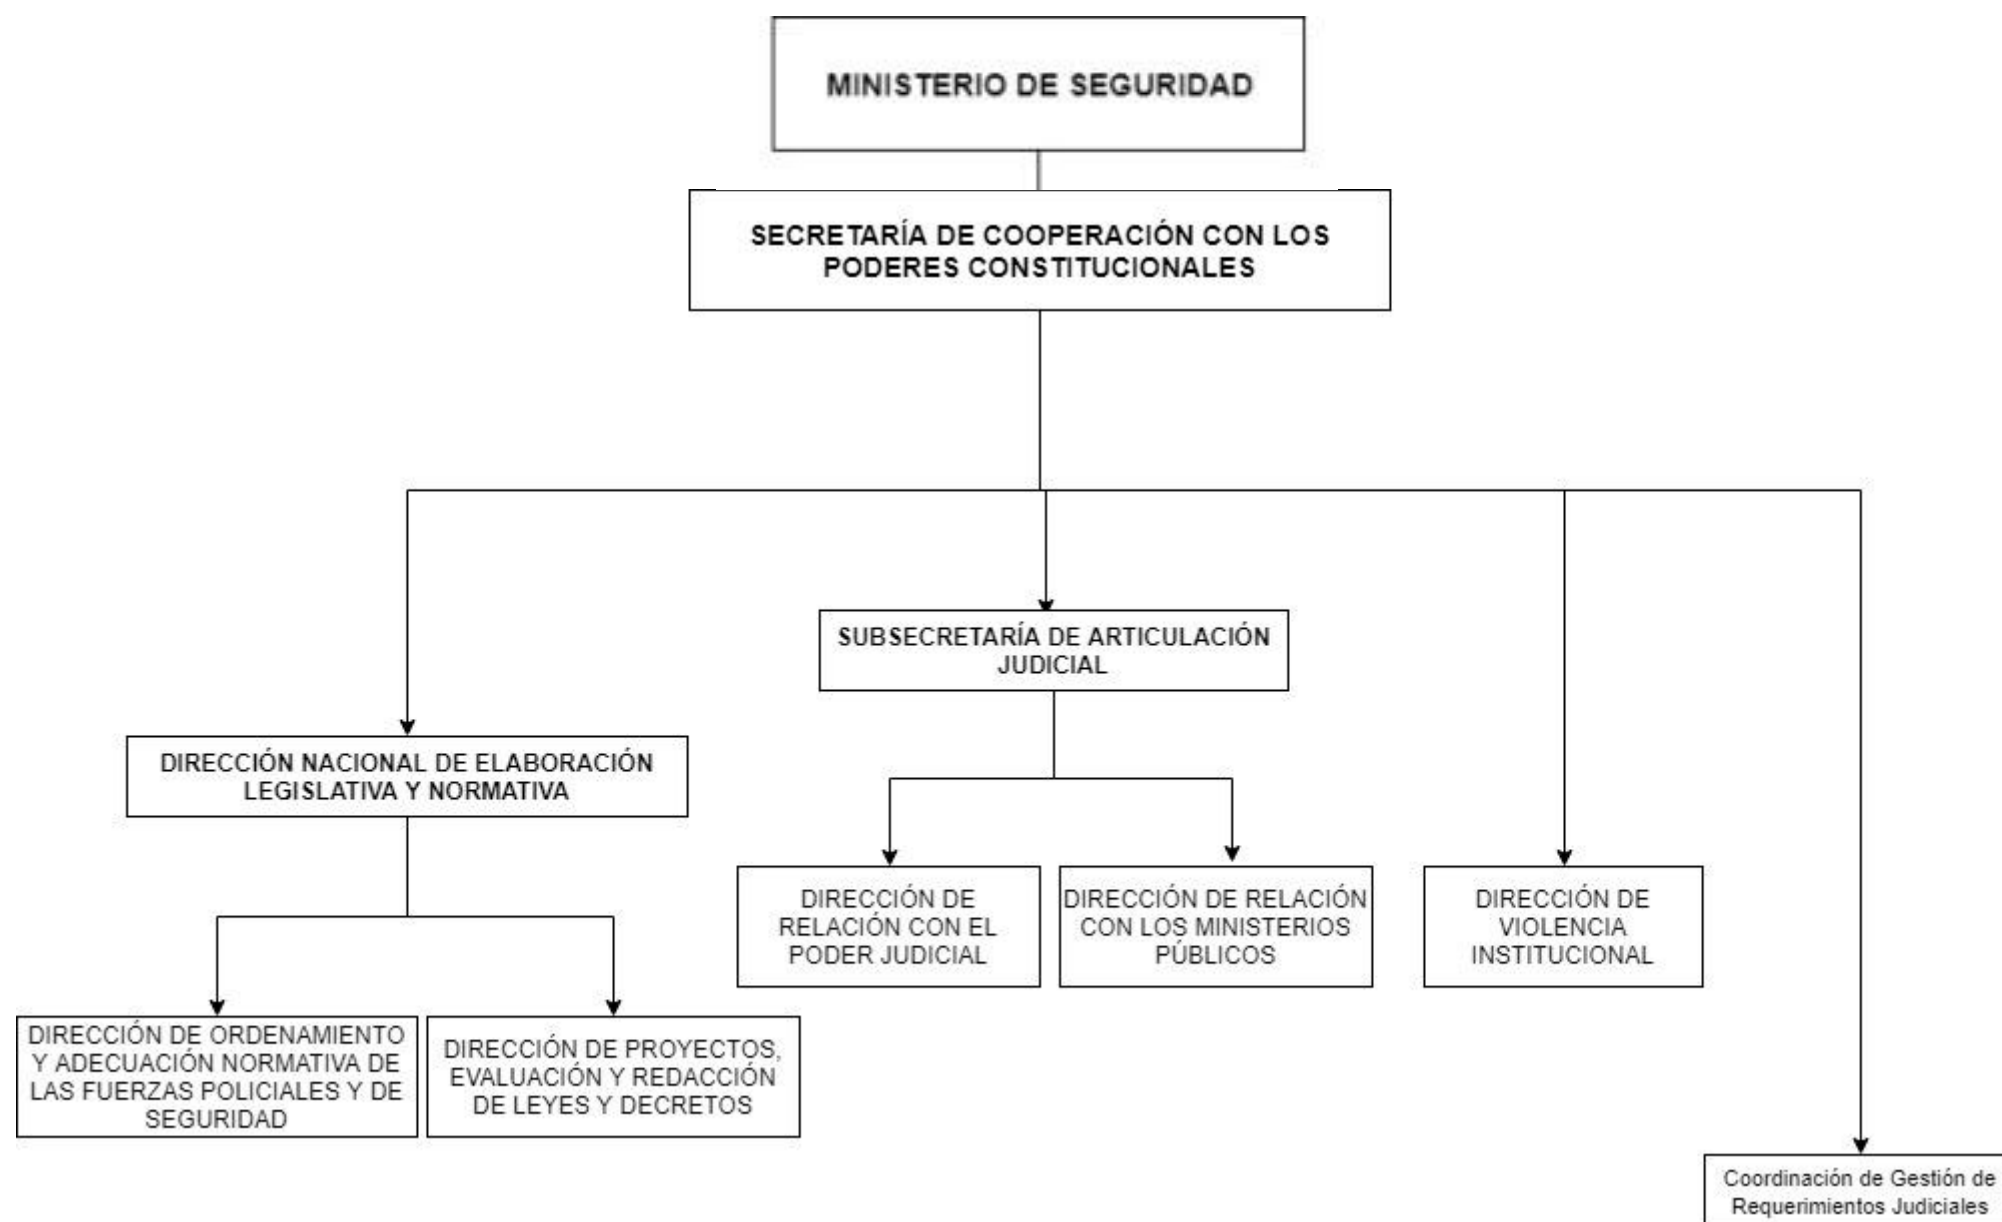 MINISTERIO DE SEGURIDAD
SECRETARÍA DE COOPERACIÓN CON LOS
PODERES CONSTITUCIONALES
SUBSECRETARÍA DE ARTICULACIÓN
JUDICIAL
DIRECCIÓN NACIONAL DE ELABORACIÓN
LEGISLATIVA Y NORMATIVA
DIRECCIÓN DE
RELACIÓN CON EL
PODER JUDICIAL
DIRECCIÓN DE RELACIÓN
CON LOS MINISTERIOS
PÚBLICOS
DIRECCIÓN DE
VIOLENCIA
INSTITUCIONAL
DIRECCIÓN DE ORDENAMIENTO
Y ADECUACIÓN NORMATIVA DE
LAS FUERZAS POLICIALES Y DE
SEGURIDAD
DIRECCIÓN DE PROYECTOS,
EVALUACIÓN Y REDACCIÓN
DE LEYES Y DECRETOS
Coordinación de Gestión de
Requerimientos Judiciales